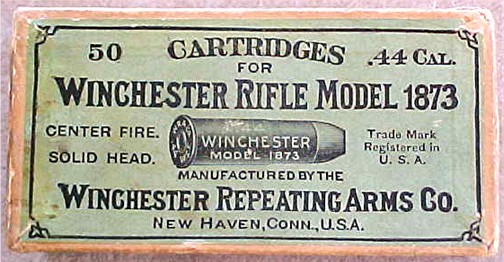 50 CARTRIDGES .44 CAL.
FOR
WINCHESTER RIFLE MODEL 1873
CENTER FIRE.
SOLID HEAD.
WINCHESTER
MODEL 1873
Trade Mark
Registered in
U. S. A.
MANUFACTURED BY THE
WINCHESTER REPEATING ARMS CO.
NEW HAVEN, CONN., U.S.A.